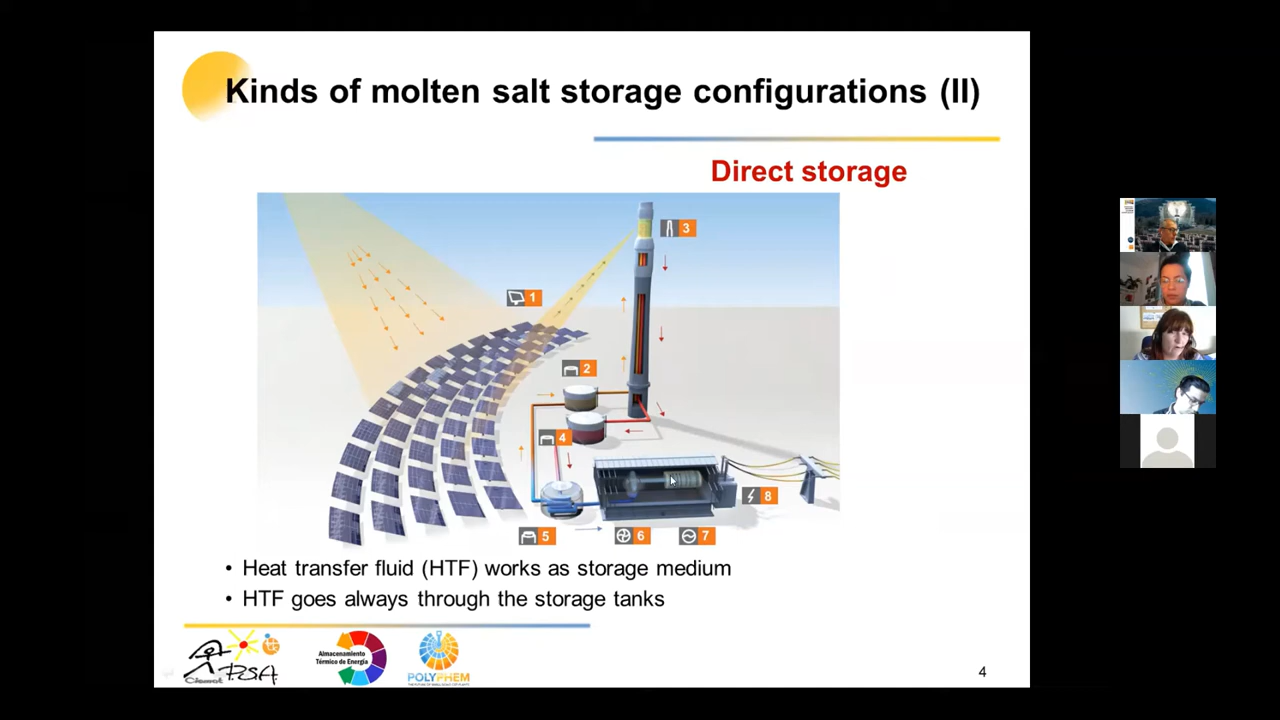 Kinds of molten salt storage configurations (II)
Direct storage
3
1
2
4
5
6
7
8
• Heat transfer fluid (HTF) works as storage medium
• HTF goes always through the storage tanks
Ciemat
P.S.A
Almacenamiento
Térmico de Energía
POLYPHEM
4